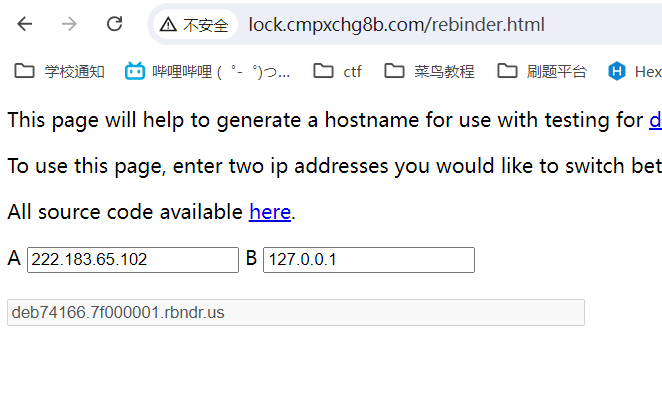 不安全 lock.cmpxchg8b.com/rebinder.html
学校通知 哔哩哔哩 (゜-゜)つ... ctf 菜鸟教程 刷题平台 Hex
This page will help to generate a hostname for use with testing for d
To use this page, enter two ip addresses you would like to switch bet
All source code available here.
A 222.183.65.102 B 127.0.0.1
deb74166.7f000001.rbndr.us